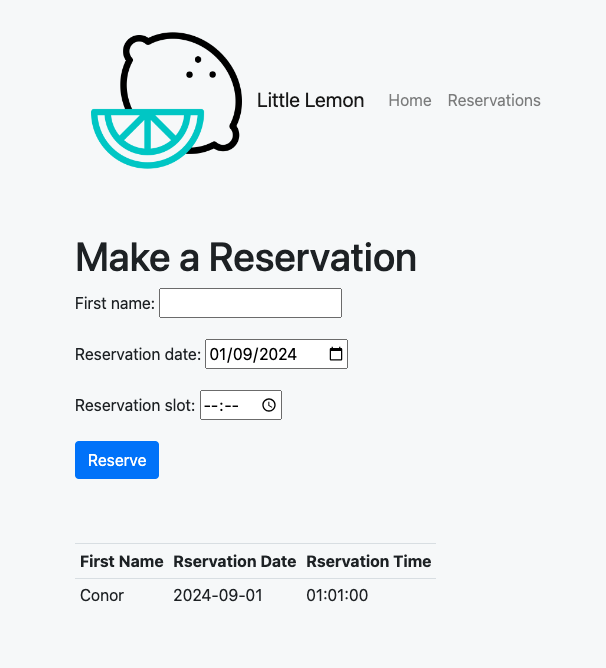 Little Lemon Home Reservations
Make a Reservation
First name:
Reservation date: 01/09/2024
Reservation slot: --:--
Reserve
First Name Rservation Date Rservation Time
Conor 2024-09-01 01:01:00